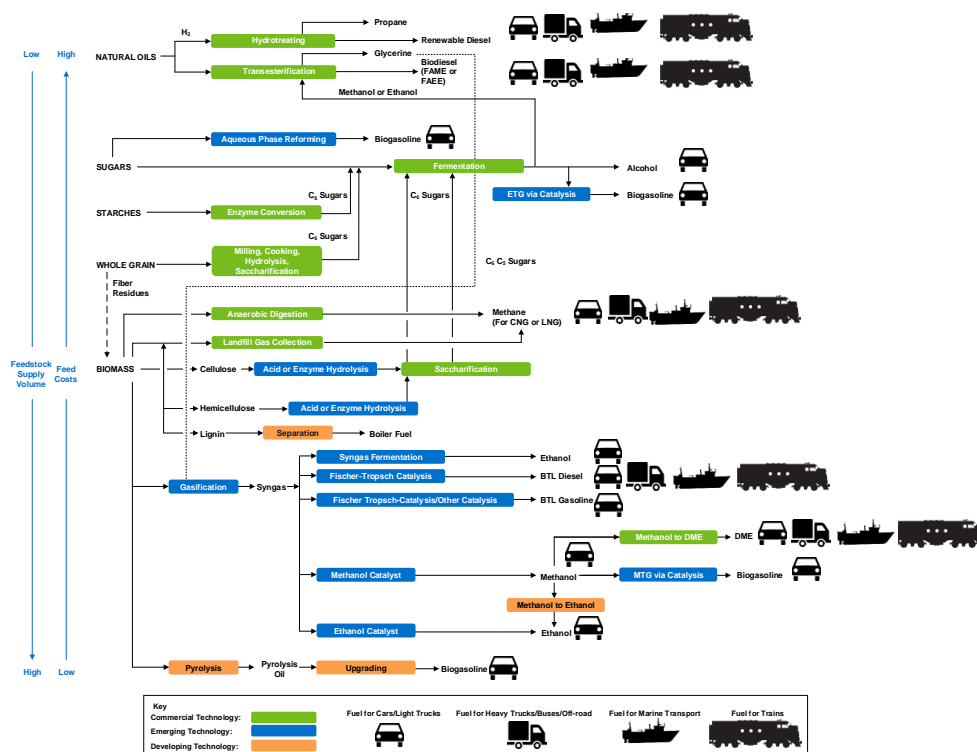 Low
High
NATURAL OILS
H2
Hydrotreating
Propane
Renewable Diesel
Glycerine
Transesterification
Biodiesel
(FAME or
FAEE)
Methanol or Ethanol
Aqueous Phase Reforming
Biogasoline
SUGARS
Fermentation
Alcohol
C6 Sugars
C6 Sugars
ETG via Catalysis
Biogasoline
STARCHES
Enzyme Conversion
C6 Sugars
WHOLE GRAIN
Milling, Cooking,
Hydrolysis,
Saccharification
C6 C5 Sugars
Fiber
Residues
Anaerobic Digestion
Methane
(For CNG or LNG)
Landfill Gas Collection
Feedstock
Supply
Volume
Feed
Costs
BIOMASS
Cellulose
Acid or Enzyme Hydrolysis
Saccharification
Hemicellulose
Acid or Enzyme Hydrolysis
Lignin
Separation
Boiler Fuel
Syngas Fermentation
Ethanol
Fischer-Tropsch Catalysis
BTL Diesel
Gasification
Syngas
Fischer Tropsch-Catalysis/Other Catalysis
BTL Gasoline
Methanol to DME
DME
Methanol Catalyst
Methanol
MTG via Catalysis
Biogasoline
Methanol to Ethanol
Ethanol Catalyst
Ethanol
High
Low
Pyrolysis
Pyrolysis
Oil
Upgrading
Biogasoline
Key
Commercial Technology:
Emerging Technology:
Developing Technology:
Fuel for Cars/Light Trucks
Fuel for Heavy Trucks/Buses/Off-road
Fuel for Marine Transport
Fuel for Trains